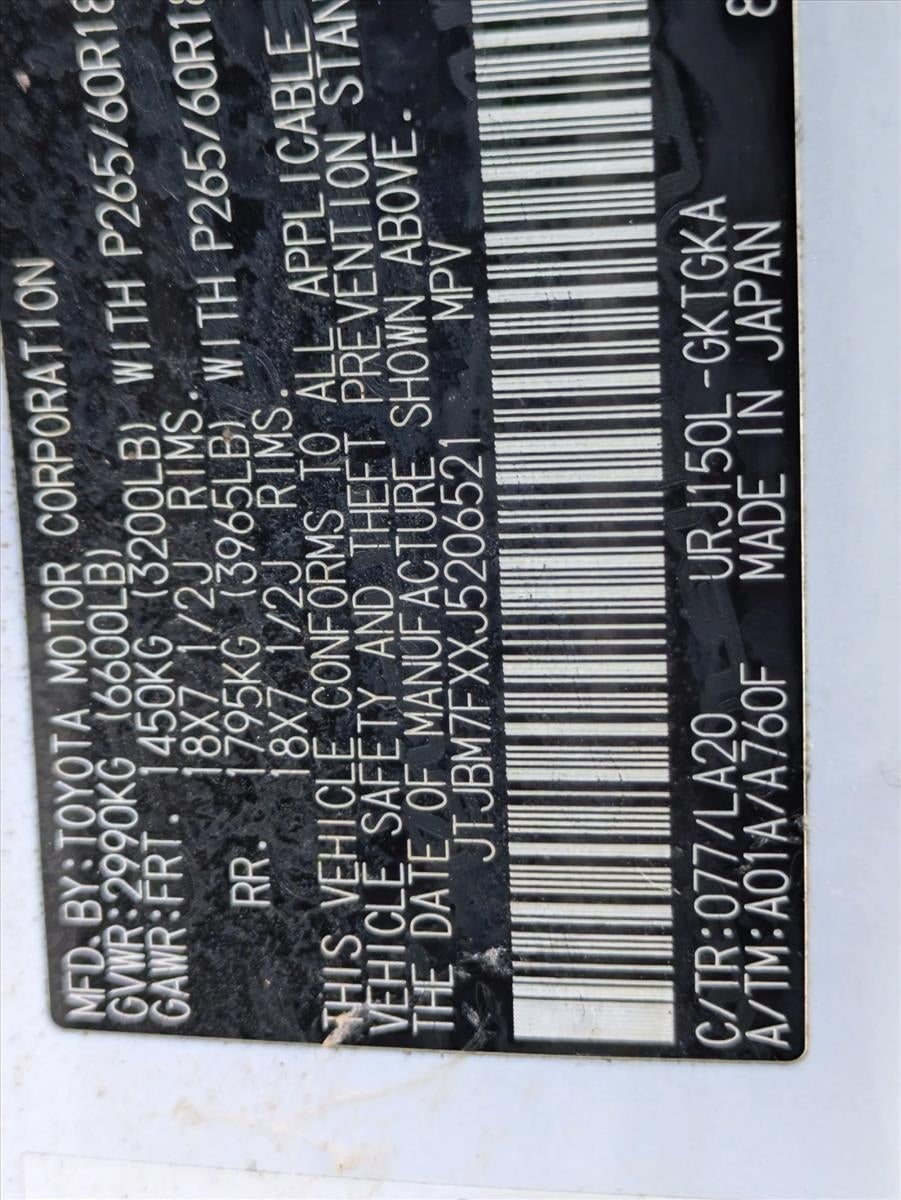 MFD.BY:TOYOTA MOTOR CORPORATION
GVWR:2990KG (6600LB)
GAWR:FRT. 1450KG (3200LB) WITH P265/60R18
18X7 1/2J RIMS.
RR. 1795KG (3965LB) WITH P265/60R18
18X7 1/2J RIMS.
THIS VEHICLE CONFORMS TO ALL APPLICABLE
VEHICLE SAFETY AND THEFT PREVENTION STAN
THE DATE OF MANUFACTURE SHOWN ABOVE.
JTJBM7FXXJ5206521 MPV
C/TR:077/LA20 URJ150L-GKTGKA
A/TM:A01A/A760F MADE IN JAPAN
8